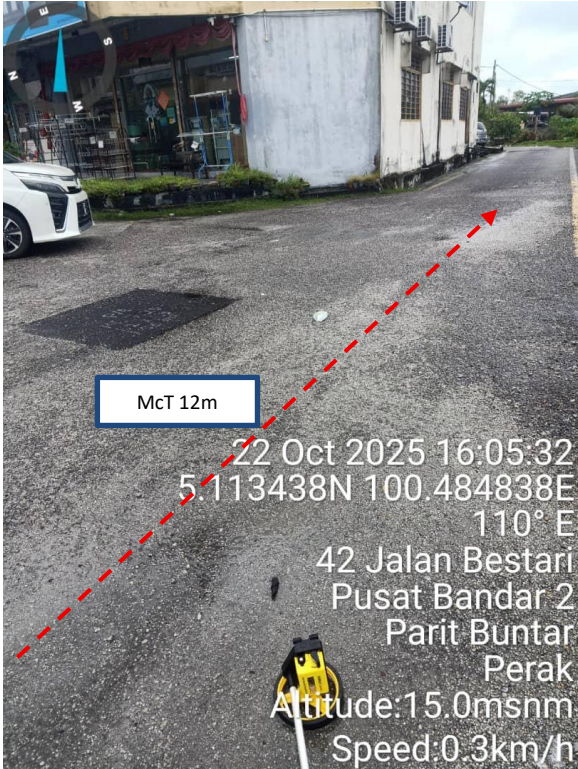 E
S
N
W
McT 12m
22 Oct 2025 16:05:32
5.113438N 100.484838E
110° E
42 Jalan Bestari
Pusat Bandar 2
Parit Buntar
Perak
Altitude:15.0msnm
Speed:0.3km/h